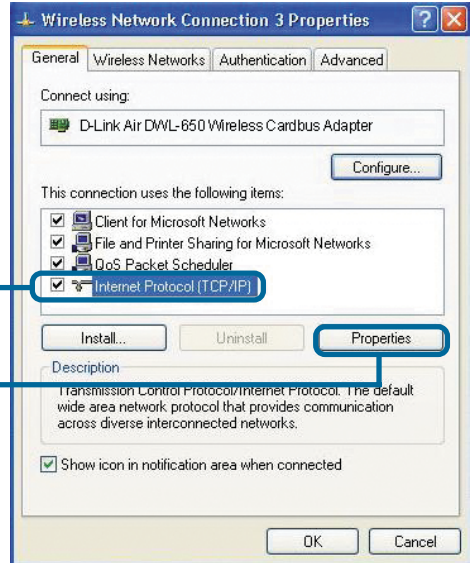 Wireless Network Connection 3 Properties
General Wireless Networks Authentication Advanced
Connect using:
D-Link Air DWL-650 Wireless Cardbus Adapter
Configure...
This connection uses the following items:
Client for Microsoft Networks
File and Printer Sharing for Microsoft Networks
QoS Packet Scheduler
Internet Protocol (TCP/IP)
Install... Uninstall Properties
Description
Transmission Control Protocol/Internet Protocol. The default
wide area network protocol that provides communication
across diverse interconnected networks.
Show icon in notification area when connected
OK Cancel